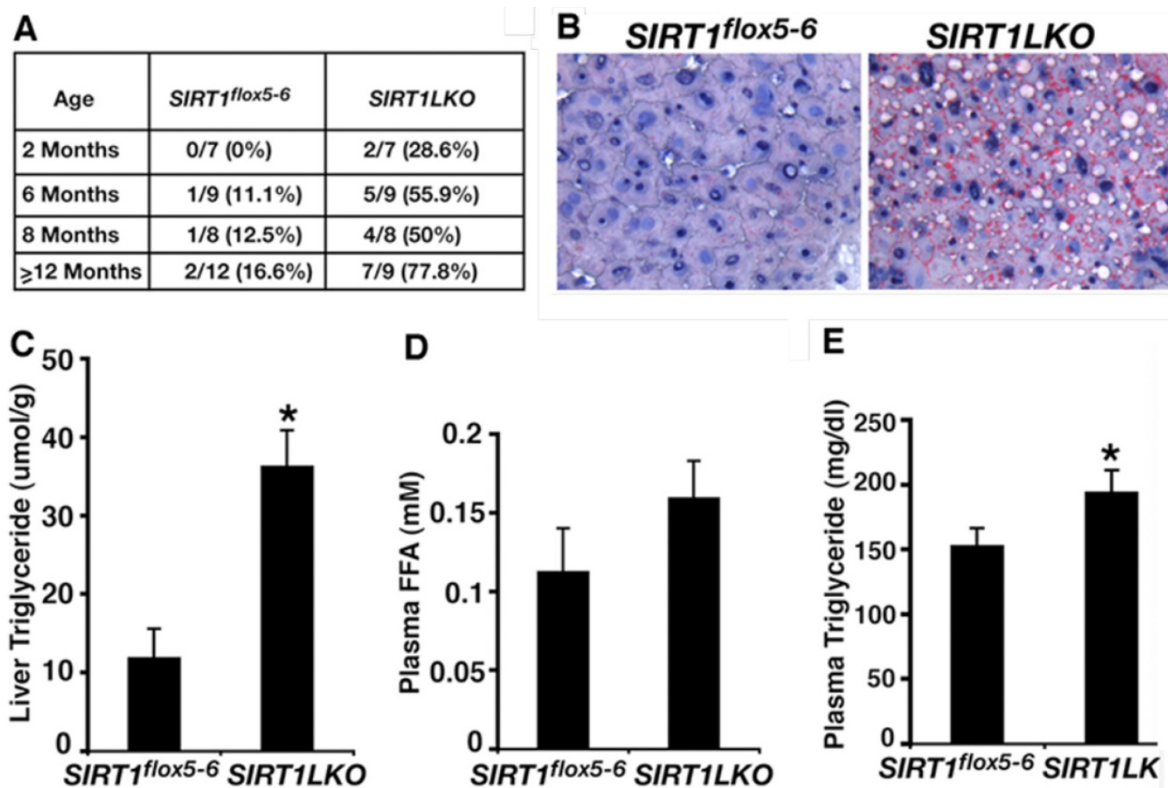 A
Age SIRT1flox5-6 SIRT1LKO
2 Months 0/7 (0%) 2/7 (28.6%)
6 Months 1/9 (11.1%) 5/9 (55.9%)
8 Months 1/8 (12.5%) 4/8 (50%)
⩾12 Months 2/12 (16.6%) 7/9 (77.8%)
B
SIRT1flox5-6 SIRT1LKO
C
Liver Triglyceride (umol/g)
50
40
30
20
10
0
*
SIRT1flox5-6 SIRT1LKO
D
Plasma FFA (mM)
0.2
0.15
0.1
0.05
0
SIRT1flox5-6 SIRT1LKO
E
Plasma Triglyceride (mg/dl)
250
200
150
100
50
0
*
SIRT1flox5-6 SIRT1LK